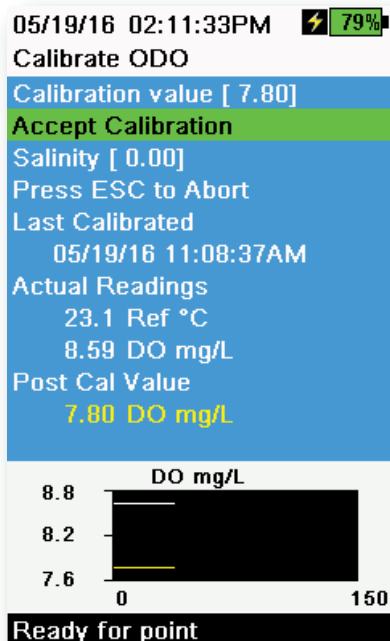 05/19/16 02:11:33PM 79%
Calibrate ODO
Calibration value [ 7.80]
Accept Calibration
Salinity [ 0.00]
Press ESC to Abort
Last Calibrated
05/19/16 11:08:37AM
Actual Readings
23.1 Ref °C
8.59 DO mg/L
Post Cal Value
7.80 DO mg/L
DO mg/L
8.8
8.2
7.6
0 150
Ready for point